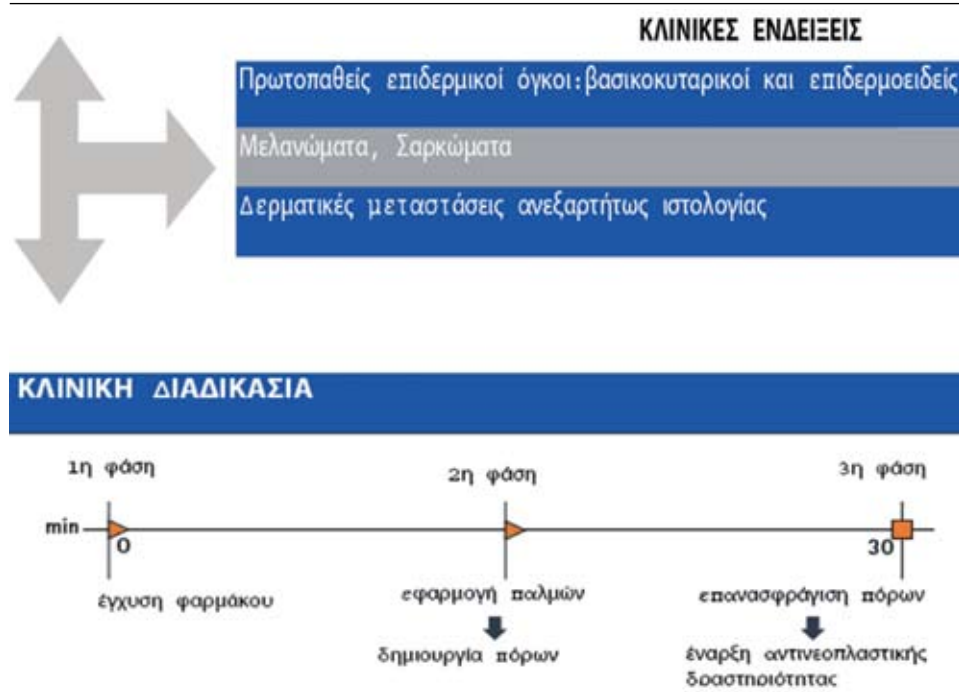 ΚΛΙΝΙΚΕΣ ΕΝΔΕΙΞΕΙΣ
Πρωτοπαθείς επιδερμικοί όγκοι:βασικοκυταρικοί και επιδερμοειδείς
Μελανώματα, Σαρκώματα
Δερματικές μεταστάσεις ανεξαρτήτως ιστολογίας
ΚΛΙΝΙΚΗ ΔΙΑΔΙΚΑΣΙΑ
1η φάση 2η φάση 3η φάση
min 0 30
έγχυση φαρμάκου εφαρμογή παλμών επανασφράγιση πόρων
δημιουργία πόρων έναρξη αντινεοπλαστικής
δραστηριότητας